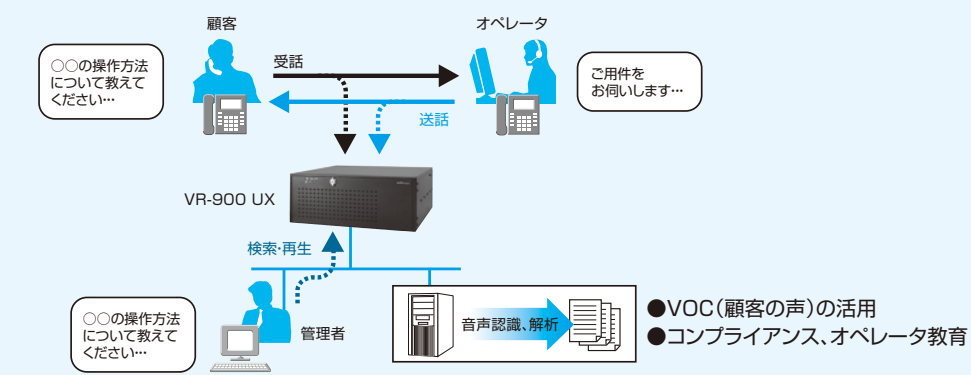 顧客
オペレータ
○○の操作方法
について教えて
ください…
受話
ご用件を
お伺いします…
送話
VR-900 UX
検索・再生
○○の操作方法
について教えて
ください…
管理者
音声認識、解析
●VOC(顧客の声)の活用
●コンプライアンス、オペレータ教育